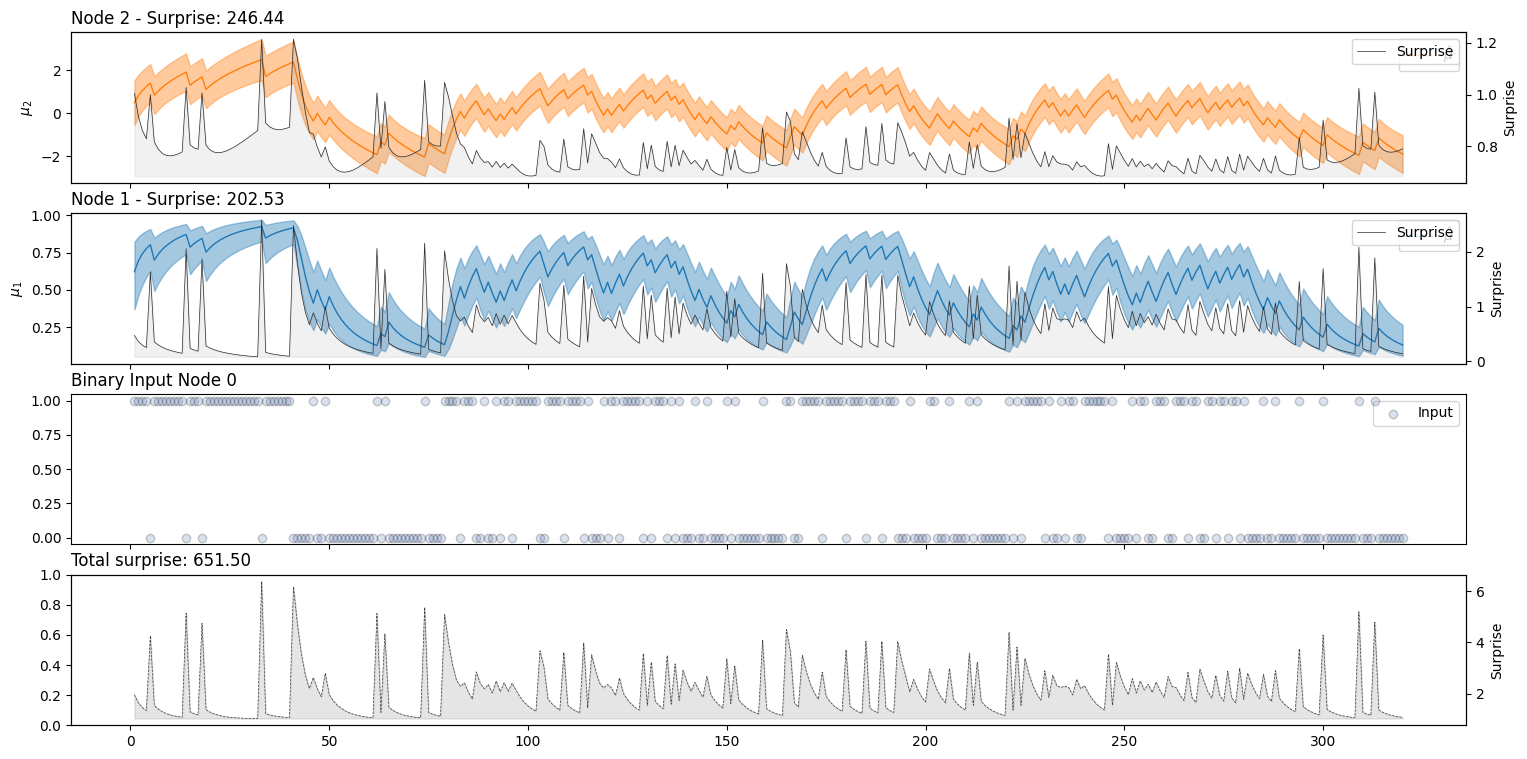 Node 2 - Surprise: 246.44
Surprise
2
0
−2
μ2
1.2
1.0
0.8
Surprise
Node 1 - Surprise: 202.53
Surprise
1.00
0.75
0.50
0.25
μ1
2
1
0
Surprise
Binary Input Node 0
Input
1.00
0.75
0.50
0.25
0.00
Total surprise: 651.50
1.0
0.8
0.6
0.4
0.2
0.0
6
4
2
Surprise
0 50 100 150 200 250 300